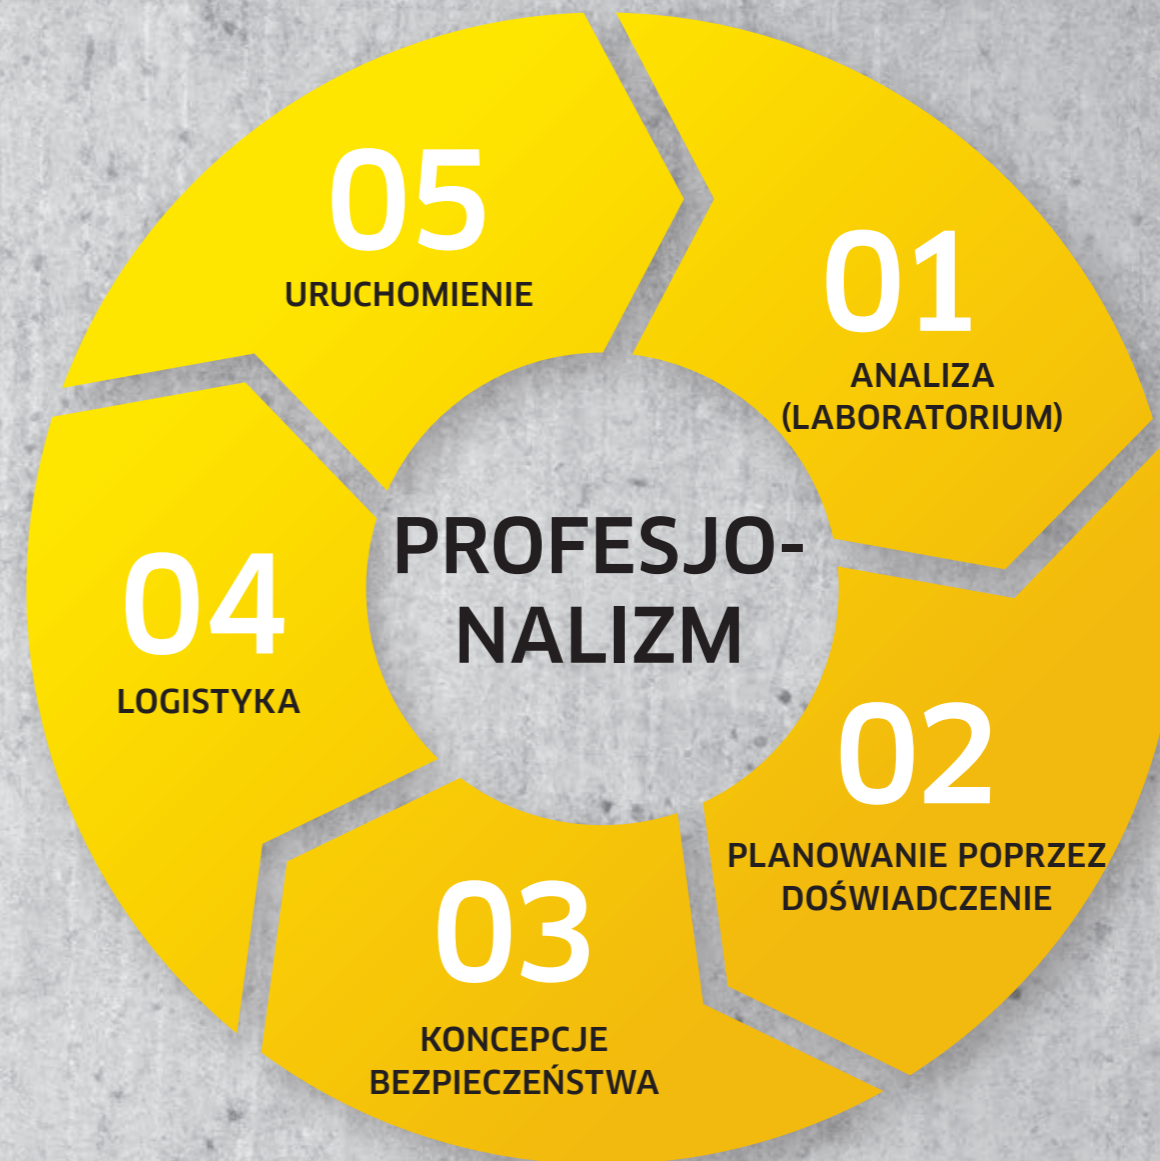 PROFESJO-
NALIZM
01
ANALIZA
(LABORATORIUM)
02
PLANOWANIE POPRZEZ
DOŚWIADCZENIE
03
KONCEPCJE
BEZPIECZEŃSTWA
04
LOGISTYKA
05
URUCHOMIENIE